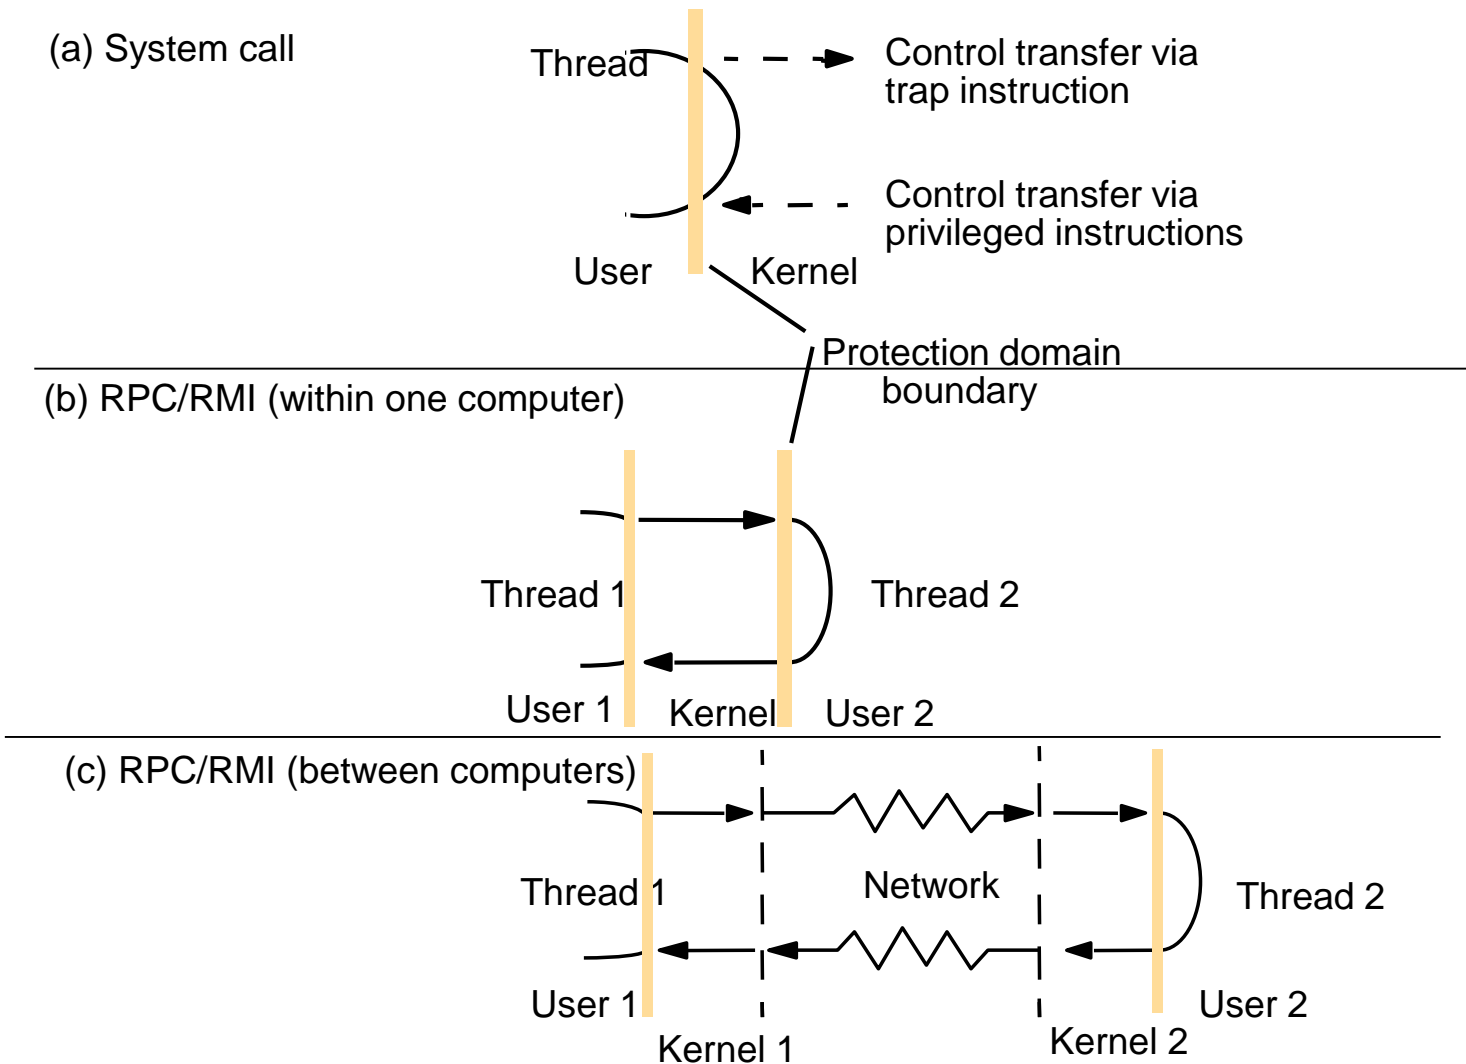 (a) System call
Thread
Control transfer via
trap instruction
Control transfer via
privileged instructions
User
Kernel
Protection domain
boundary
(b) RPC/RMI (within one computer)
Thread 1
Thread 2
User 1
Kernel
User 2
(c) RPC/RMI (between computers)
Thread 1
Network
Thread 2
User 1
User 2
Kernel 1
Kernel 2